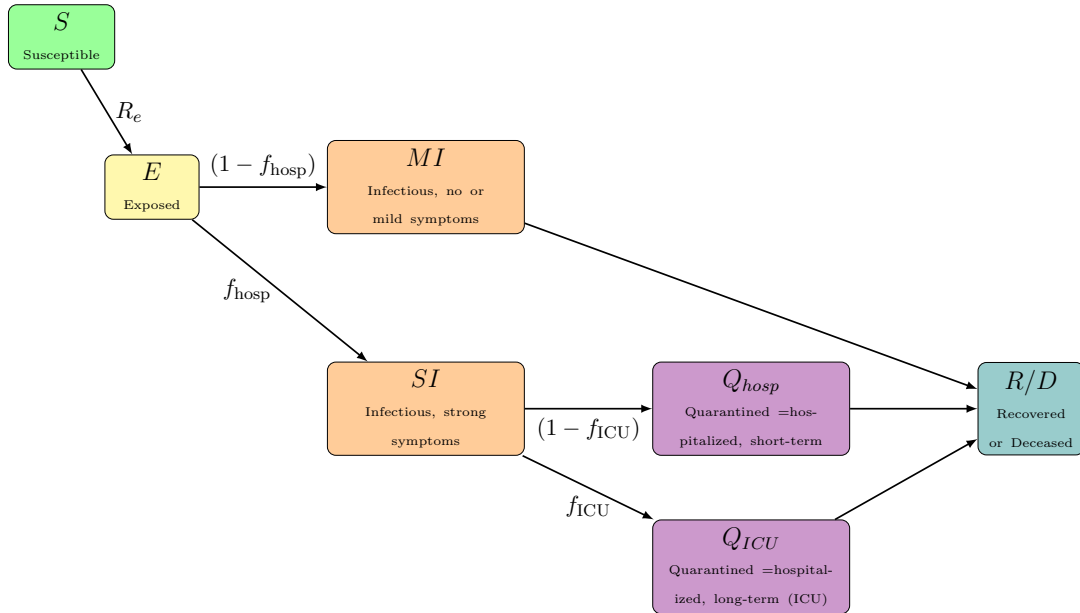 S
Susceptible
R_e
E
Exposed
(1 − f_hosp)
MI
Infectious, no or
mild symptoms
f_hosp
SI
Infectious, strong
symptoms
(1 − f_ICU)
Q_hosp
Quarantined =hos-
pitalized, short-term
R/D
Recovered
or Deceased
f_ICU
Q_ICU
Quarantined =hospital-
ized, long-term (ICU)